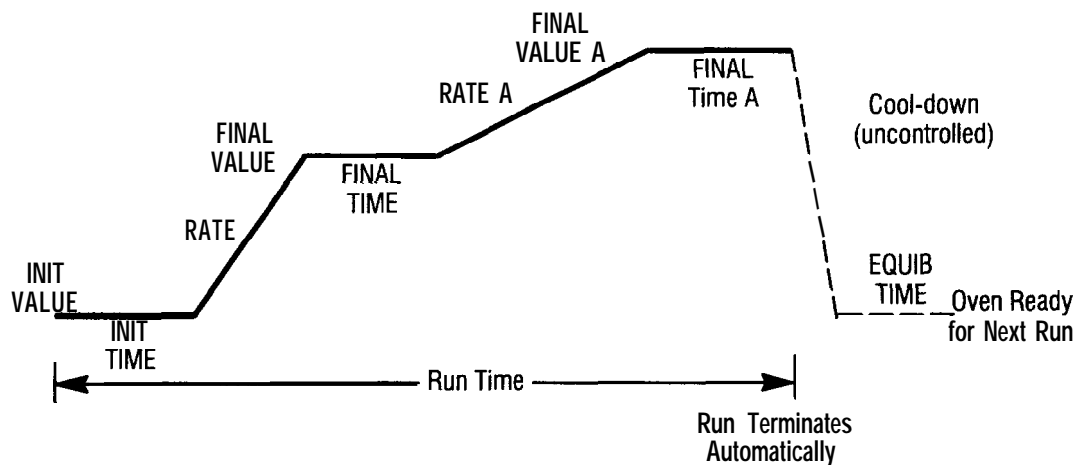 FINAL
VALUE A
RATE A
FINAL
Time A
Cool-down
(uncontrolled)
FINAL
VALUE
FINAL
TIME
RATE
INIT
VALUE
INIT
TIME
EQUIB
TIME
Oven Ready
for Next Run
Run Time
Run Terminates
Automatically